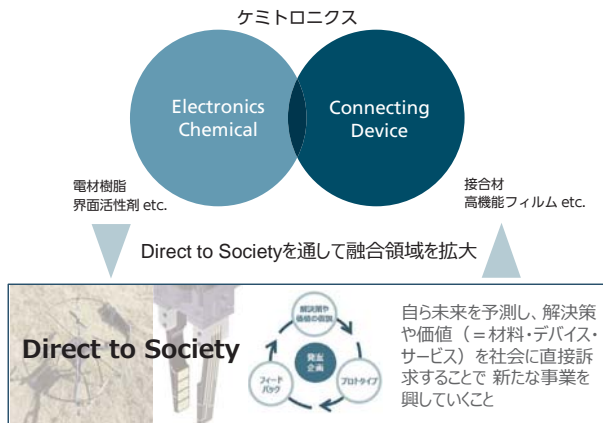 ケミトロニクス
Electronics
Chemical
Connecting
Device
電材樹脂
界面活性剤 etc.
接合材
高機能フィルム etc.
Direct to Societyを通して融合領域を拡大
Direct to Society
解決策や
価値の仮説
発案
企画
フィード
バック
プロトタイプ
自ら未来を予測し、解決策
や価値（＝材料・デバイス・
サービス）を社会に直接訴
求することで 新たな事業を
興していくこと